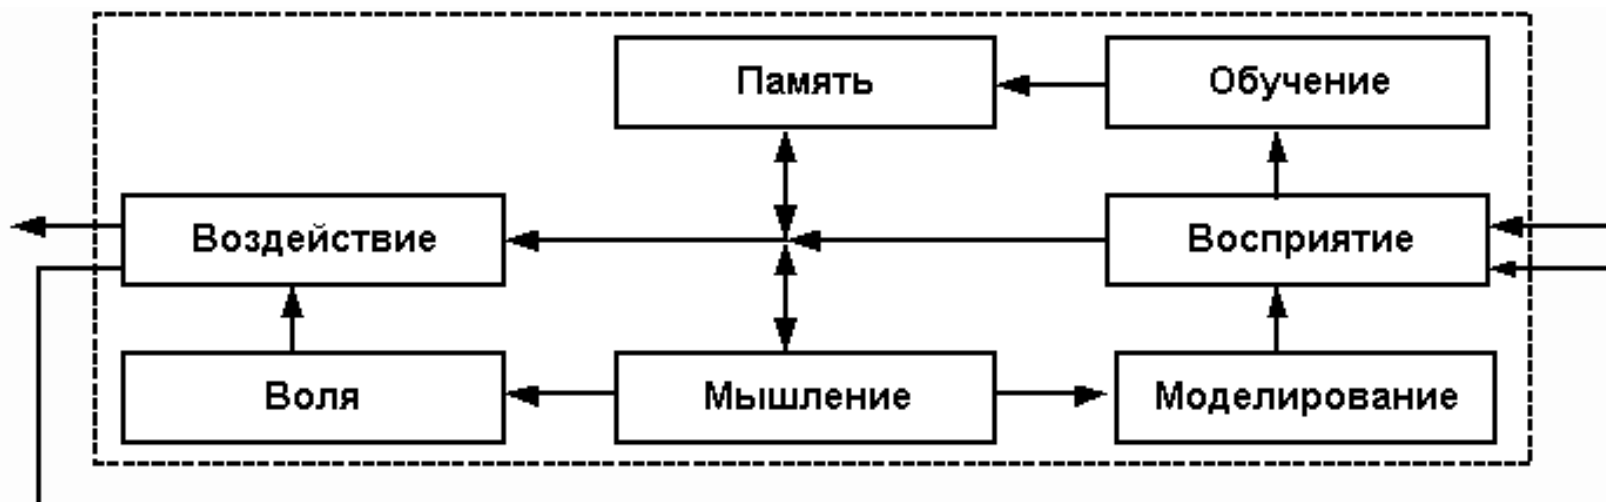 Память
Обучение
Воздействие
Восприятие
Воля
Мышление
Моделирование